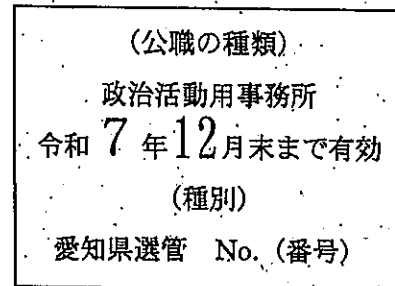 (公職の種類)
政治活動用事務所
令和 7 年12月末まで有効
(種別)
愛知県選管 No. (番号)